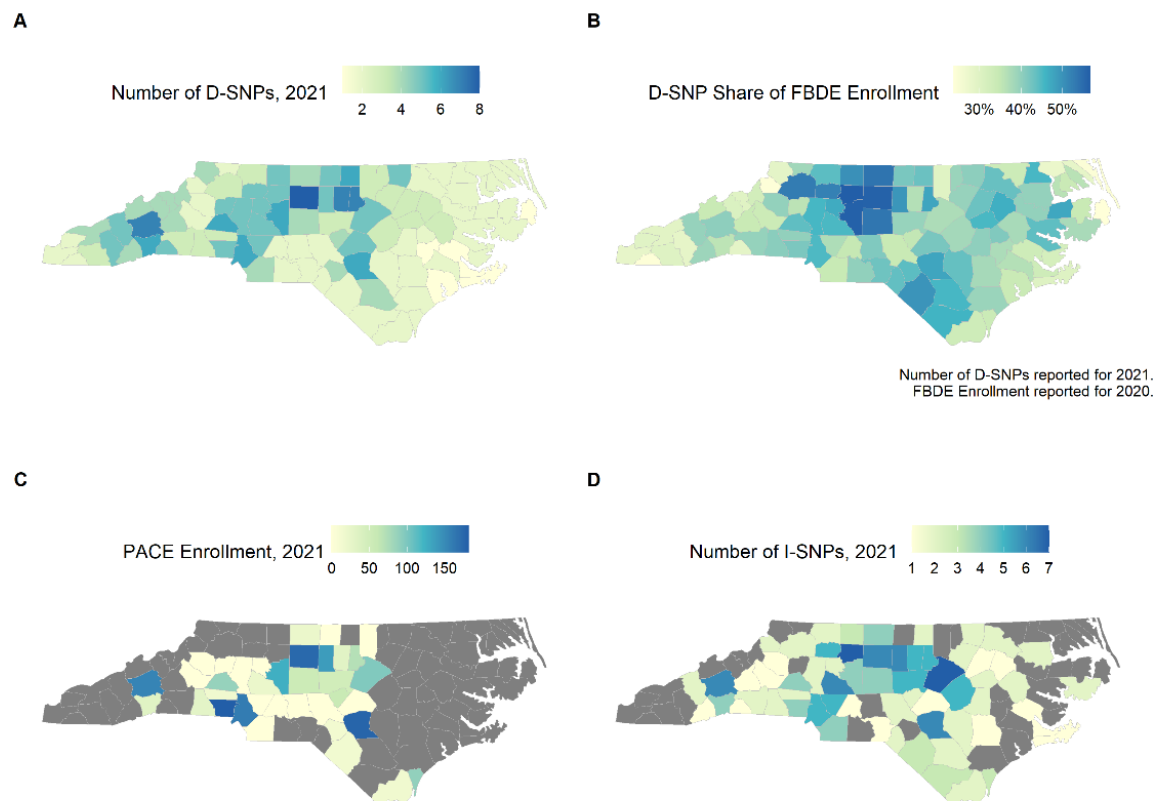 A
Number of D-SNPs, 2021
2 4 6 8
B
D-SNP Share of FBDE Enrollment
30% 40% 50%
Number of D-SNPs reported for 2021.
FBDE Enrollment reported for 2020.
C
PACE Enrollment, 2021
0 50 100 150
D
Number of I-SNPs, 2021
1 2 3 4 5 6 7